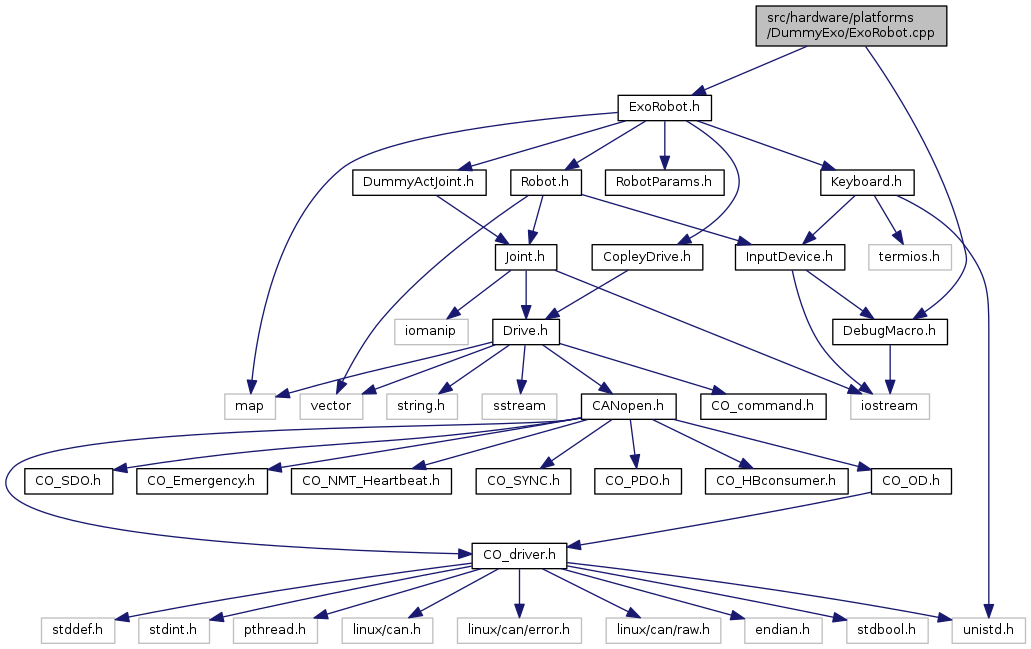 src/hardware/platforms
/DummyExo/ExoRobot.cpp
ExoRobot.h
DummyActJoint.h
Robot.h
RobotParams.h
Keyboard.h
Joint.h
CopleyDrive.h
InputDevice.h
termios.h
iomanip
Drive.h
DebugMacro.h
map
vector
string.h
sstream
CANopen.h
CO_command.h
iostream
CO_SDO.h
CO_Emergency.h
CO_NMT_Heartbeat.h
CO_SYNC.h
CO_PDO.h
CO_HBconsumer.h
CO_OD.h
CO_driver.h
stddef.h
stdint.h
pthread.h
linux/can.h
linux/can/error.h
linux/can/raw.h
endian.h
stdbool.h
unistd.h